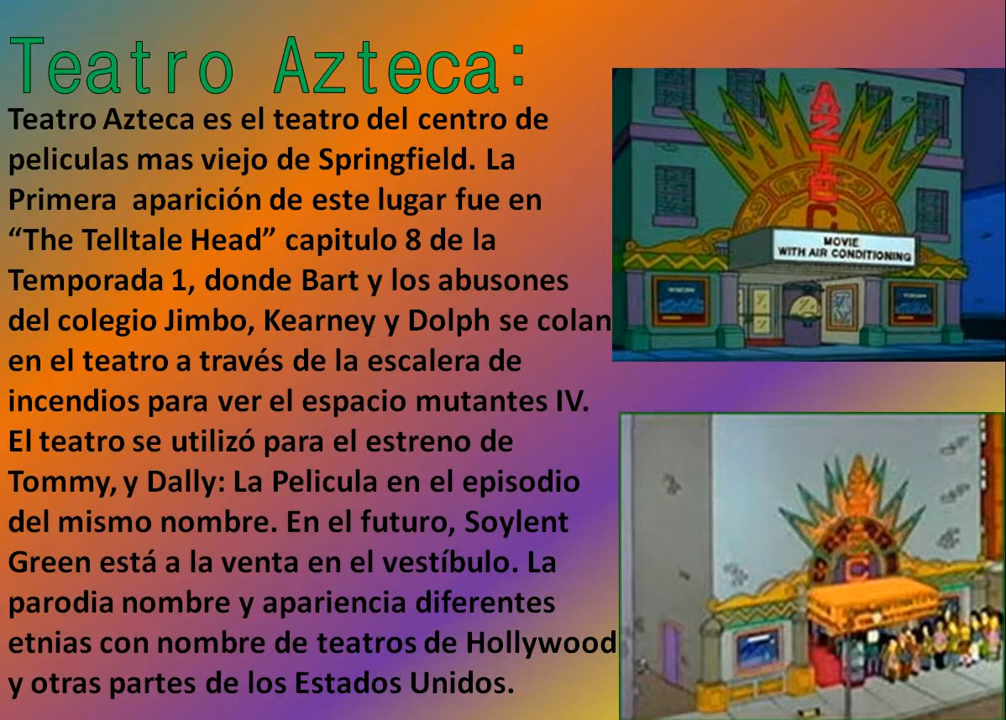 Teatro Azteca:
Teatro Azteca es el teatro del centro de
peliculas mas viejo de Springfield. La
Primera  aparición de este lugar fue en
“The Telltale Head” capitulo 8 de la
Temporada 1, donde Bart y los abusones
del colegio Jimbo, Kearney y Dolph se colan
en el teatro a través de la escalera de
incendios para ver el espacio mutantes IV.
El teatro se utilizó para el estreno de
Tommy, y Dally: La Pelicula en el episodio
del mismo nombre. En el futuro, Soylent
Green está a la venta en el vestíbulo. La
parodia nombre y apariencia diferentes
etnias con nombre de teatros de Hollywood
y otras partes de los Estados Unidos.
AZTEC
MOVIE
WITH AIR CONDITIONING